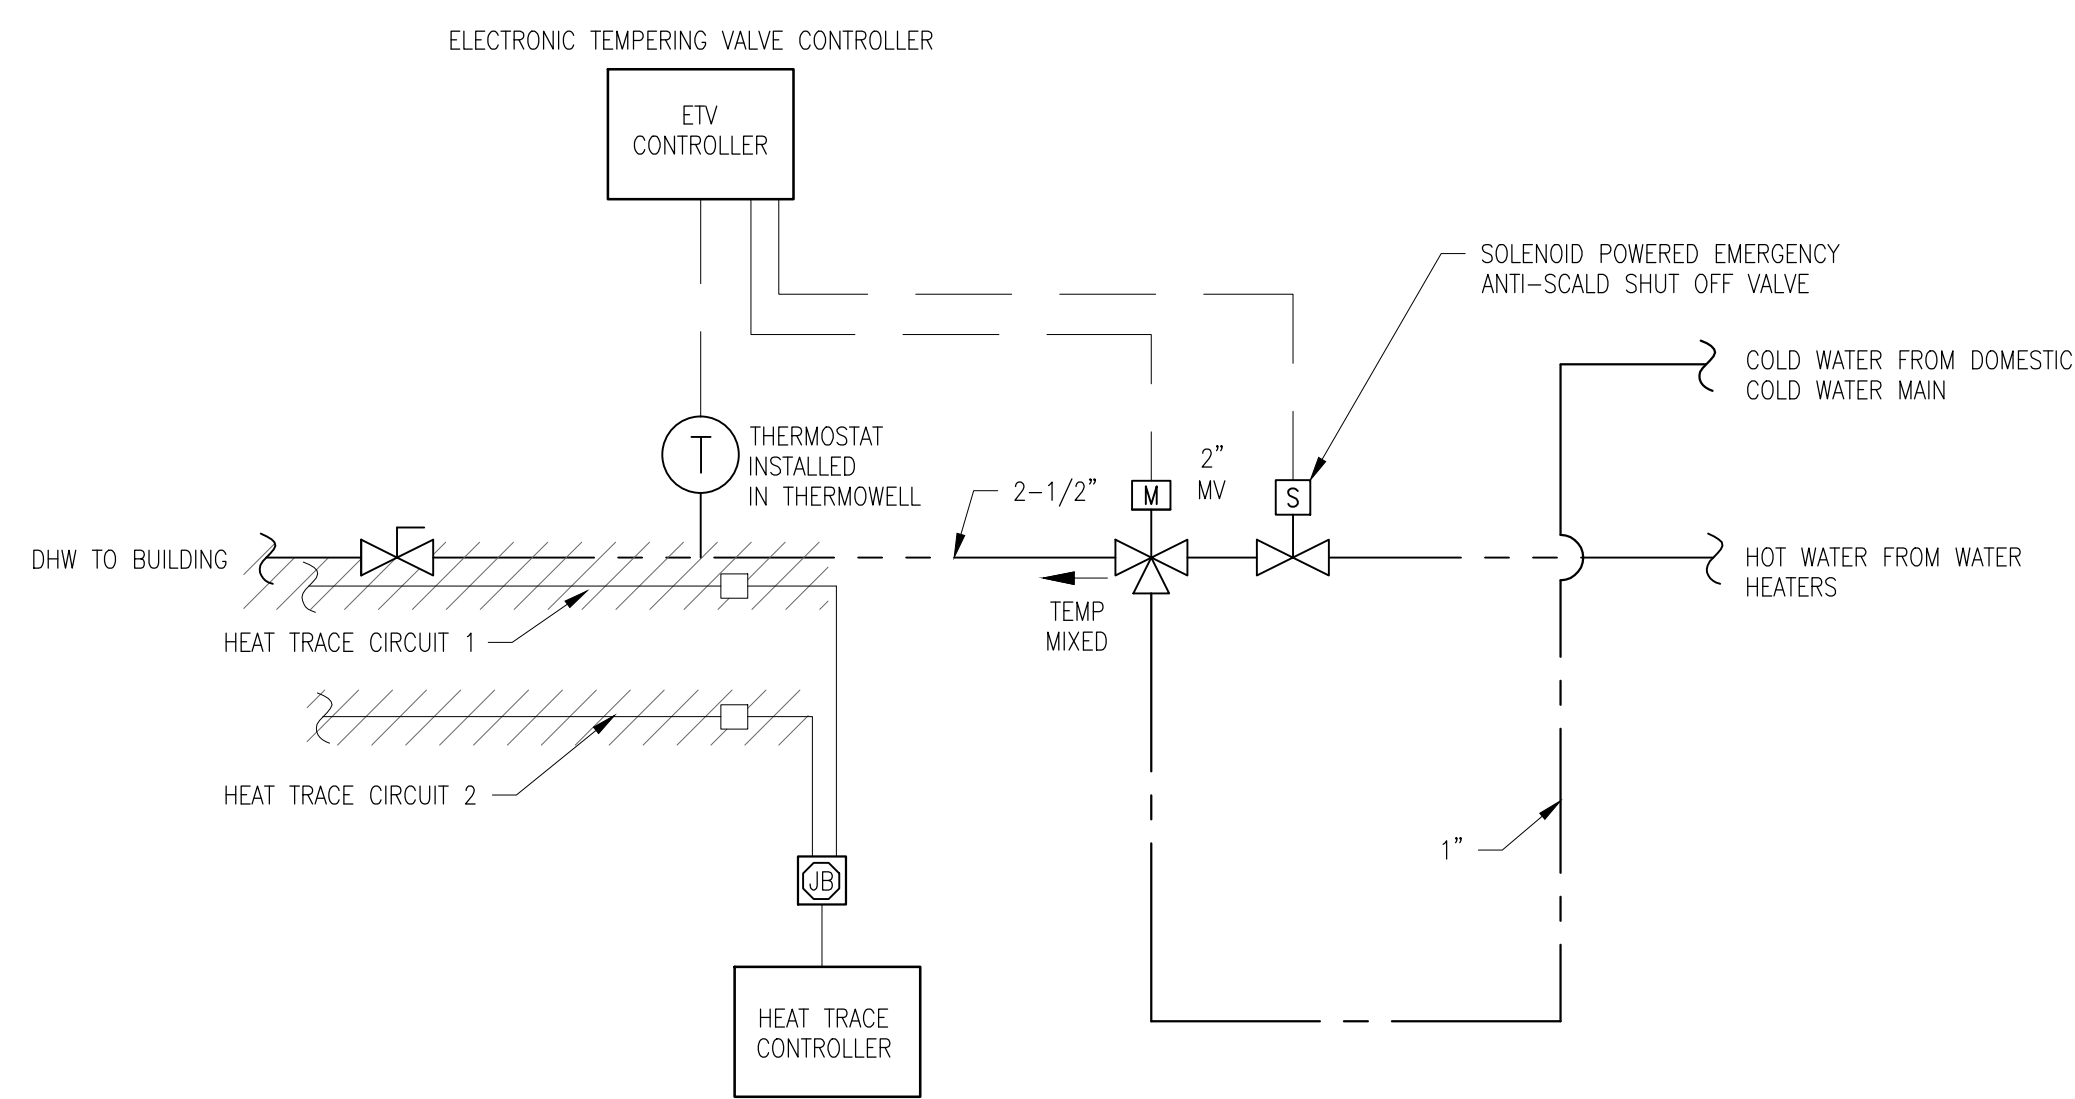 ELECTRONIC TEMPERING VALVE CONTROLLER
ETV
CONTROLLER
SOLENOID POWERED EMERGENCY
ANTI-SCALD SHUT OFF VALVE
COLD WATER FROM DOMESTIC
COLD WATER MAIN
T
THERMOSTAT
INSTALLED
IN THERMOWELL
2-1/2"
M
2"
MV
S
DHW TO BUILDING
HOT WATER FROM WATER
HEATERS
TEMP
MIXED
HEAT TRACE CIRCUIT 1
HEAT TRACE CIRCUIT 2
1"
JB
HEAT TRACE
CONTROLLER